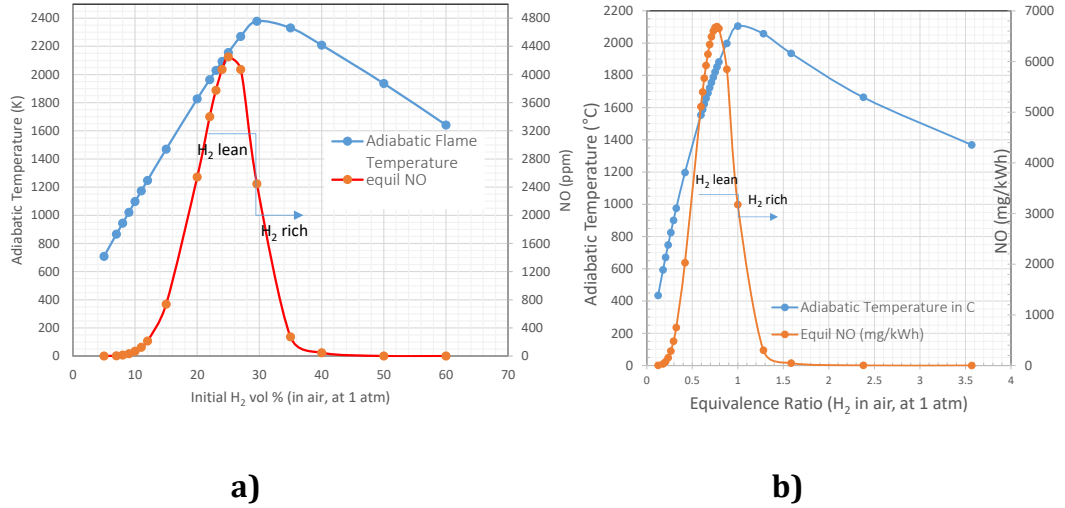 2400
2200
2000
1800
1600
1400
1200
1000
800
600
400
200
0
Adiabatic Temperature (K)
4800
4400
4000
3600
3200
2800
2400
2000
1600
1200
800
400
0
NO (ppm)
Adiabatic Flame
Temperature
equil NO
H2 lean
H2 rich
0 10 20 30 40 50 60 70
Initial H2 vol % (in air, at 1 atm)
a)
2200
2000
1800
1600
1400
1200
1000
800
600
400
200
0
Adiabatic Temperature (°C)
7000
6000
5000
4000
3000
2000
1000
0
NO (mg/kWh)
H2 lean
H2 rich
Adiabatic Temperature in C
Equil NO (mg/kWh)
0 0.5 1 1.5 2 2.5 3 3.5 4
Equivalence Ratio (H2 in air, at 1 atm)
b)